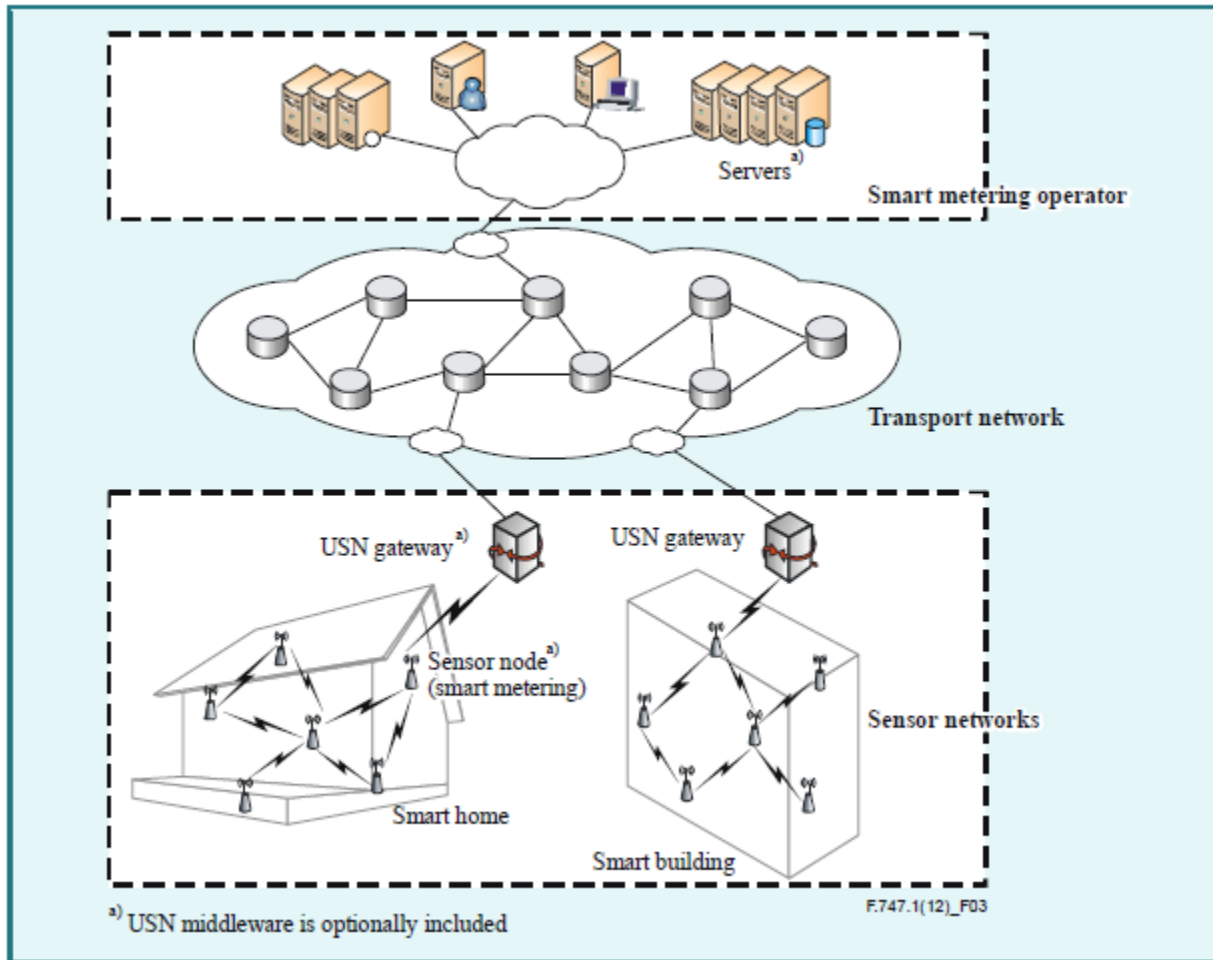 Servers a)
Smart metering operator
Transport network
USN gateway a)
USN gateway
Sensor node a)
(smart metering)
Sensor networks
Smart home
Smart building
F.747.1(12)_F03
a) USN middleware is optionally included